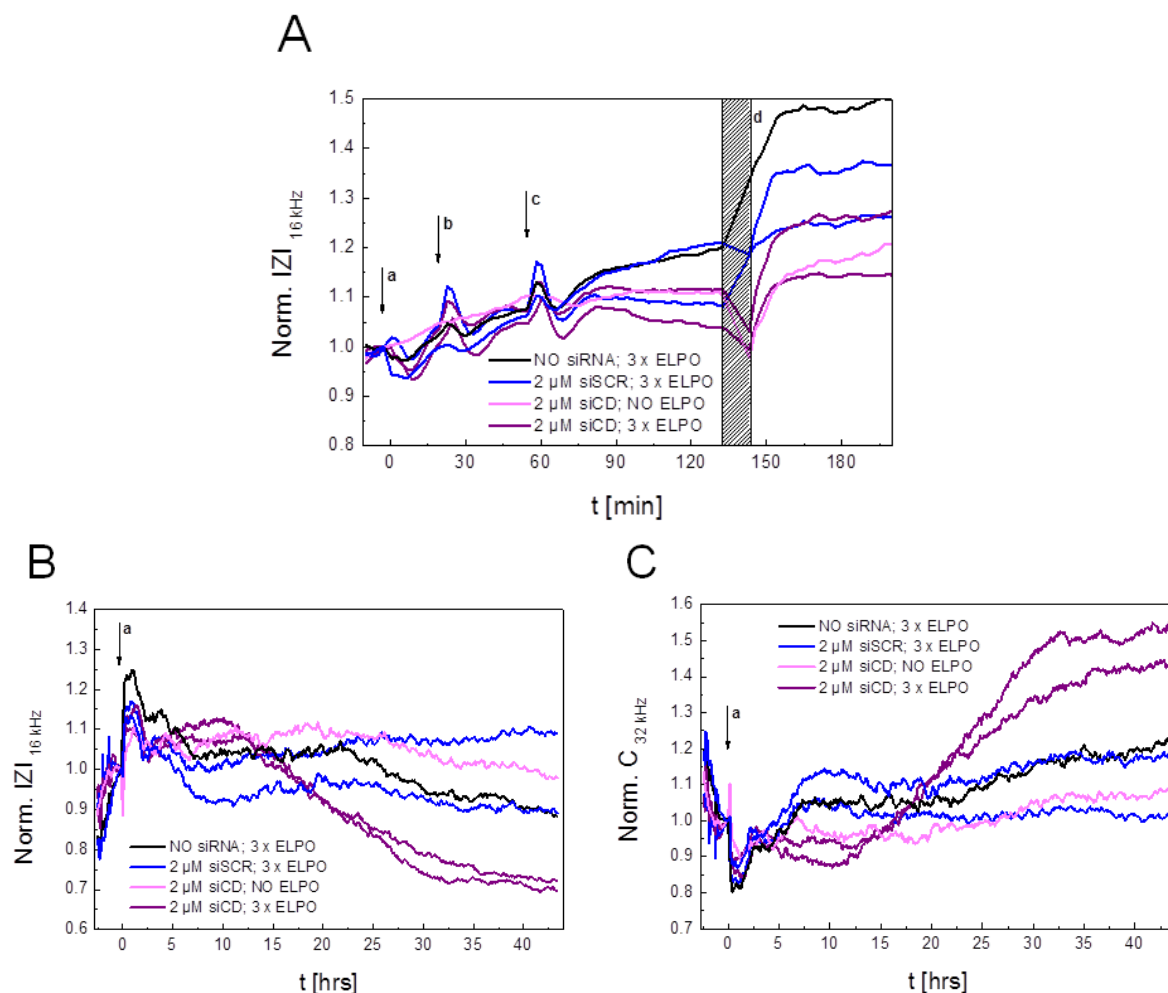 A
Norm. IZI 16 kHz
1.5
1.4
1.3
1.2
1.1
1.0
0.9
0.8
a
b
c
d
NO siRNA; 3 x ELPO
2 µM siSCR; 3 x ELPO
2 µM siCD; NO ELPO
2 µM siCD; 3 x ELPO
0 30 60 90 120 150 180
t [min]
B
Norm. IZI 16 kHz
1.4
1.3
1.2
1.1
1.0
0.9
0.8
0.7
0.6
a
NO siRNA; 3 x ELPO
2 µM siSCR; 3 x ELPO
2 µM siCD; NO ELPO
2 µM siCD; 3 x ELPO
0 5 10 15 20 25 30 35 40
t [hrs]
C
Norm. C 32 kHz
1.6
1.5
1.4
1.3
1.2
1.1
1.0
0.9
0.8
0.7
a
NO siRNA; 3 x ELPO
2 µM siSCR; 3 x ELPO
2 µM siCD; NO ELPO
2 µM siCD; 3 x ELPO
0 5 10 15 20 25 30 35 40
t [hrs]